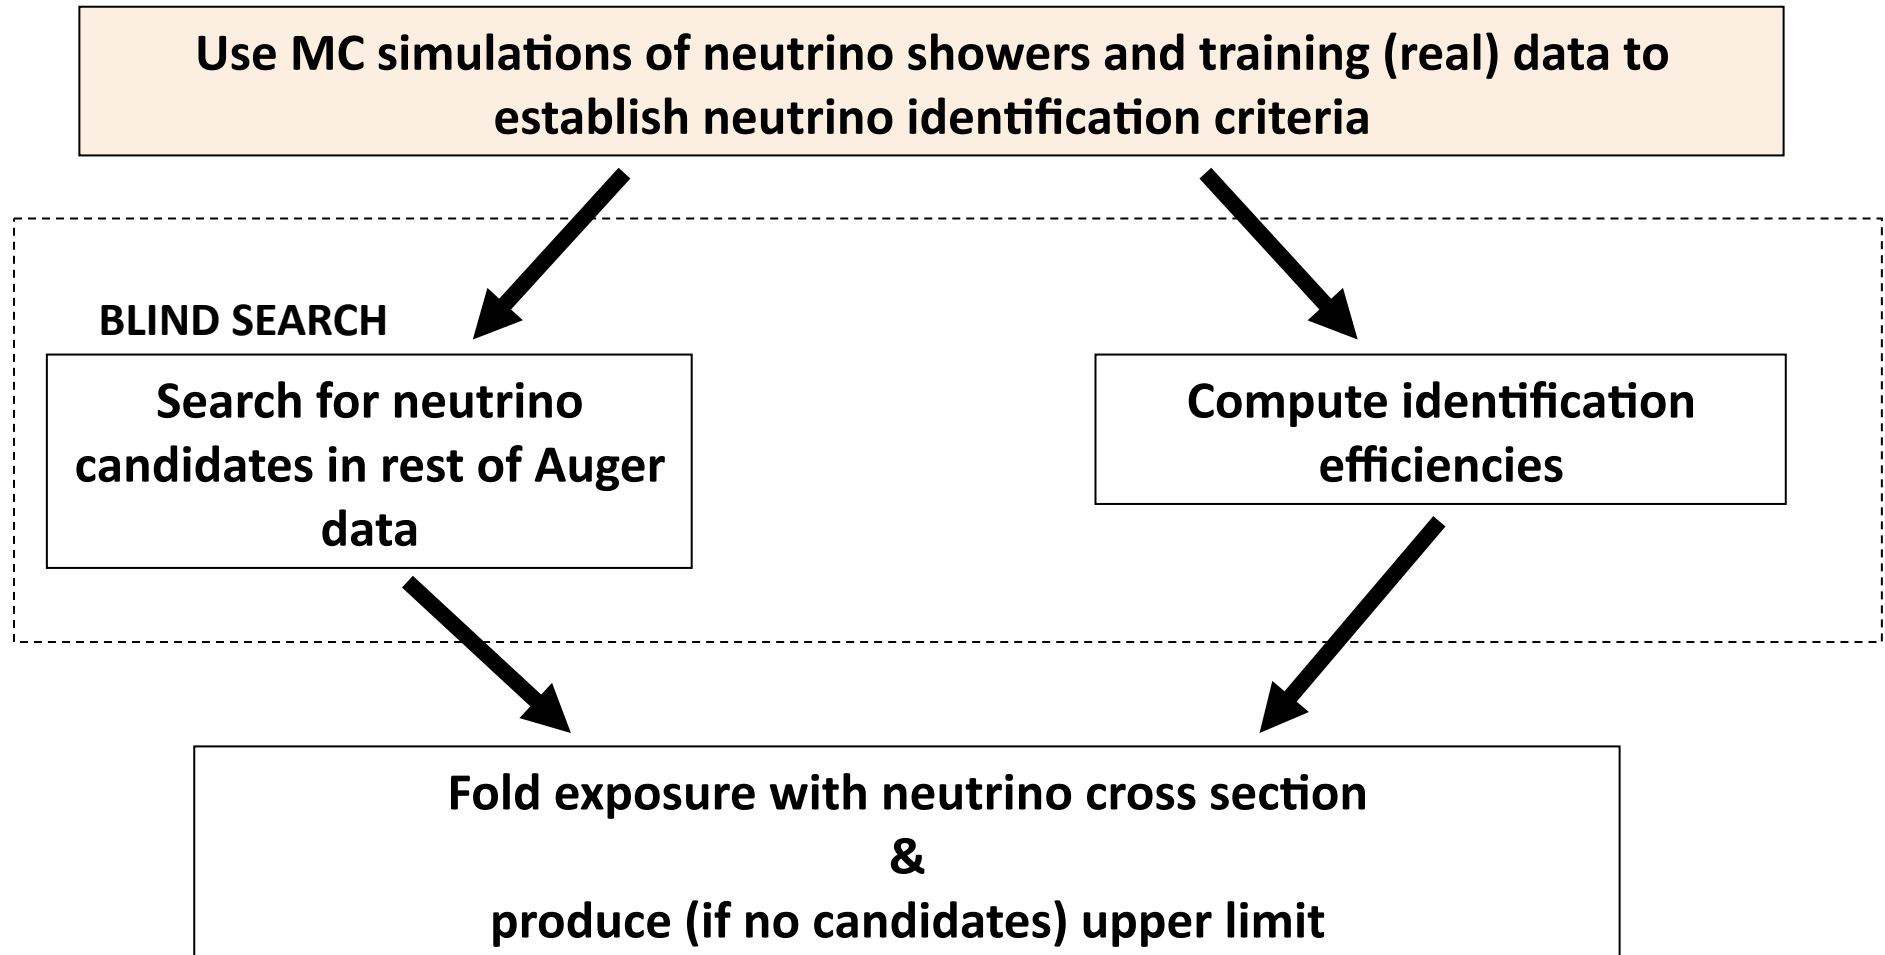 Use MC simulations of neutrino showers and training (real) data to
establish neutrino identification criteria
BLIND SEARCH
Search for neutrino
candidates in rest of Auger
data
Compute identification
efficiencies
Fold exposure with neutrino cross section
&
produce (if no candidates) upper limit